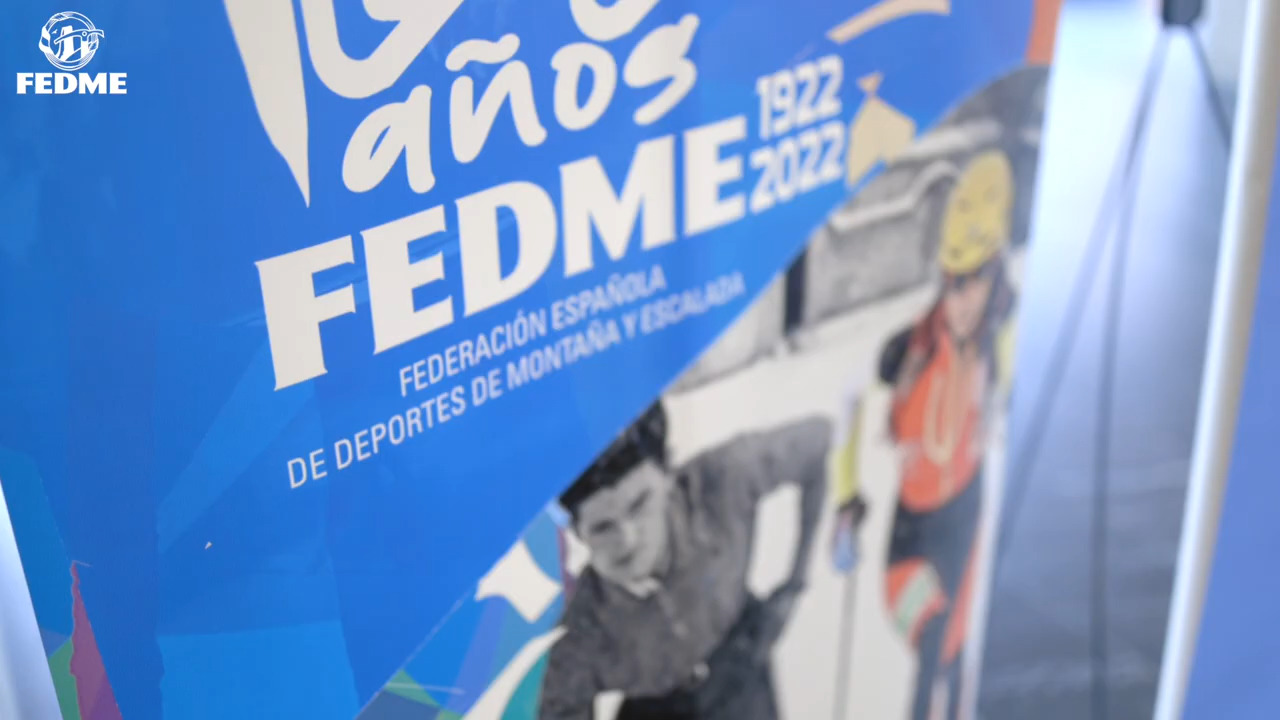 FEDME
años
FEDME
1922
2022
FEDERACIÓN ESPAÑOLA
DE DEPORTES DE MONTAÑA Y ESCALADA